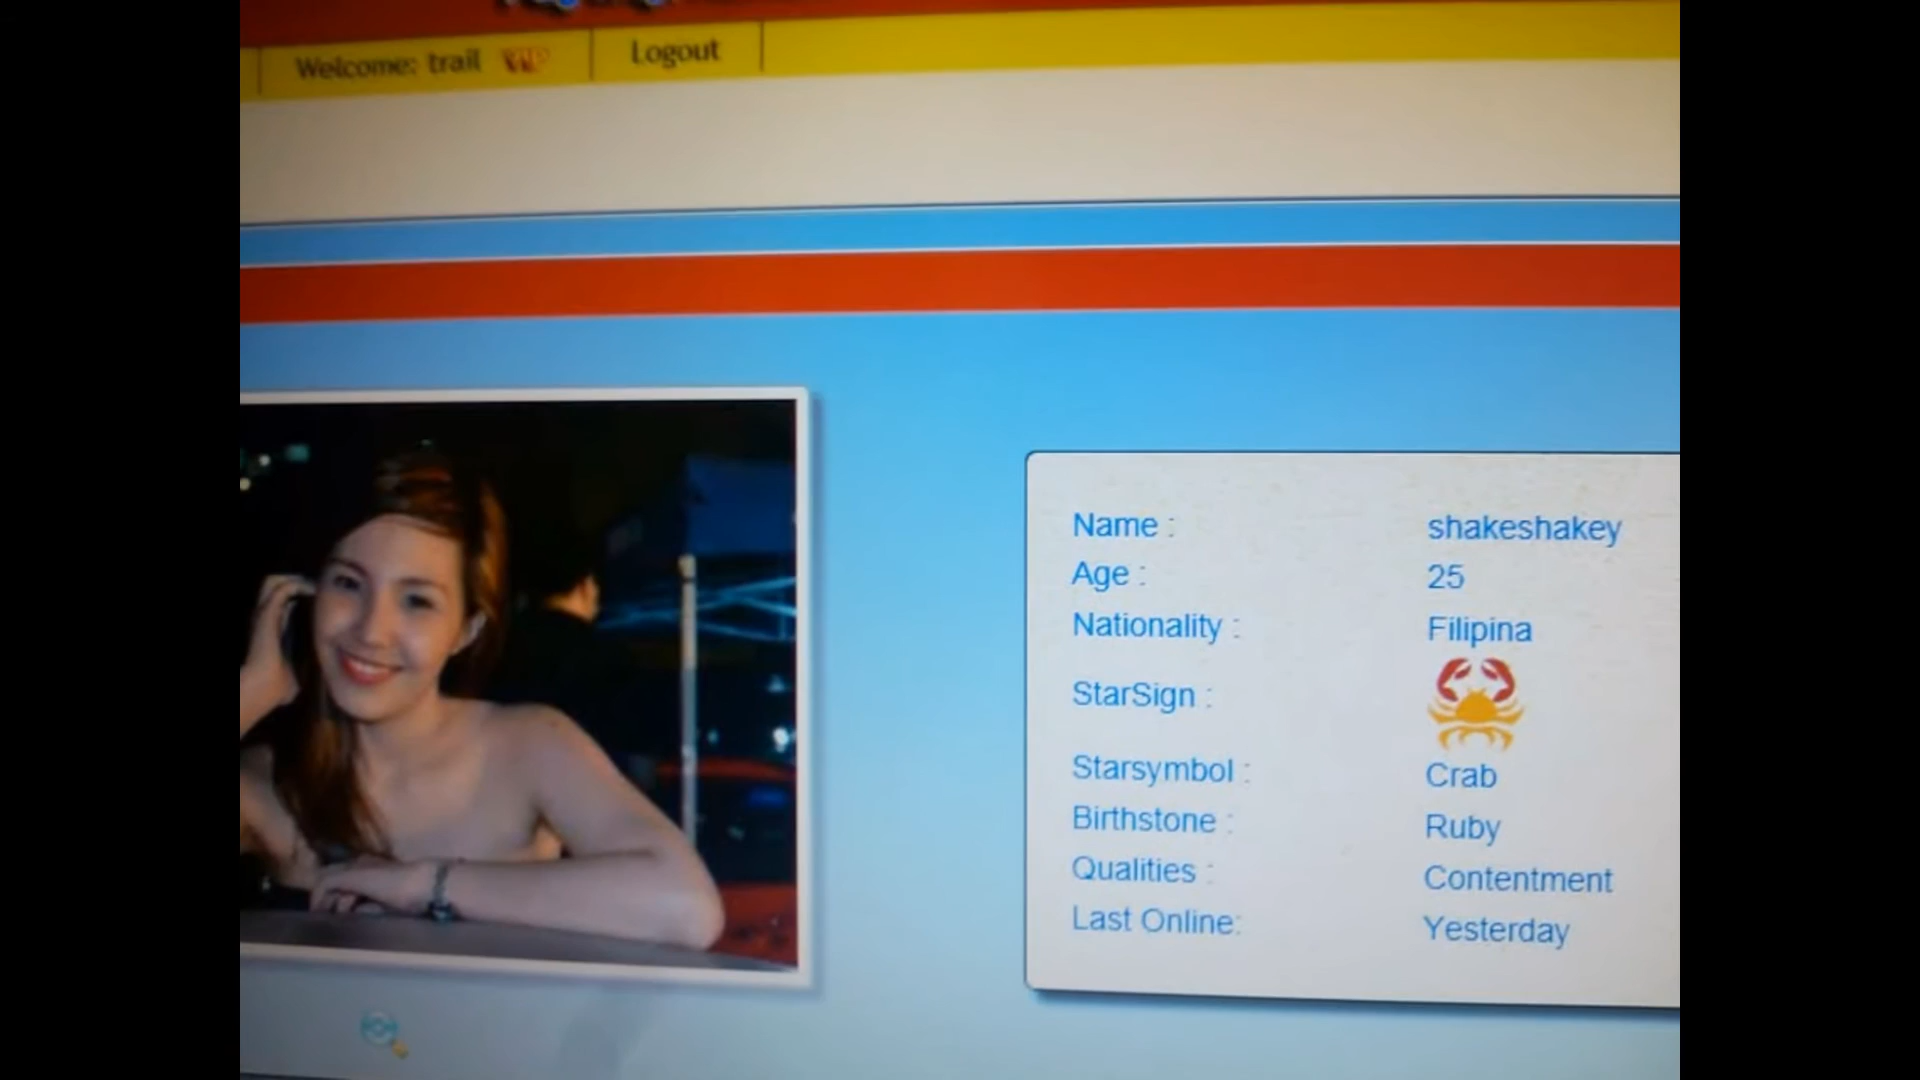 Welcome: trail VIP Logout
Name : shakeshakey
Age : 25
Nationality : Filipina
StarSign :
Starsymbol : Crab
Birthstone : Ruby
Qualities : Contentment
Last Online: Yesterday